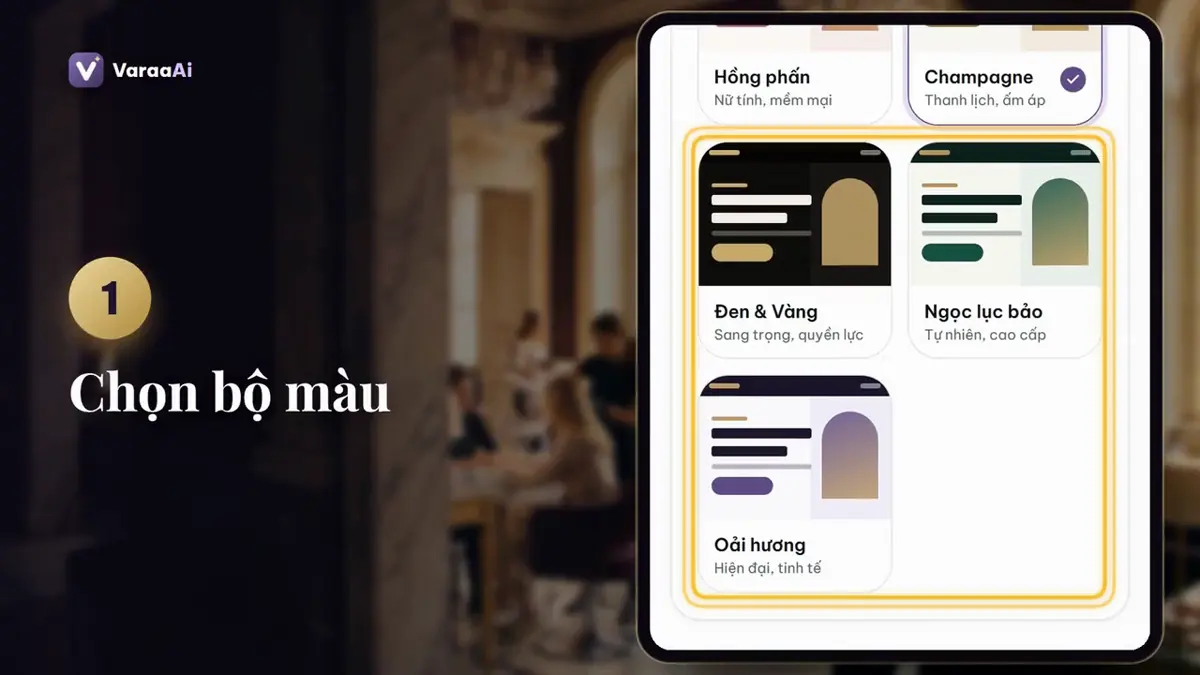 VaraaAi
1
Chọn bộ màu
Hồng phấn
Nữ tính, mềm mại
Champagne
Thanh lịch, ấm áp
Đen & Vàng
Sang trọng, quyền lực
Ngọc lục bảo
Tự nhiên, cao cấp
Oải hương
Hiện đại, tinh tế